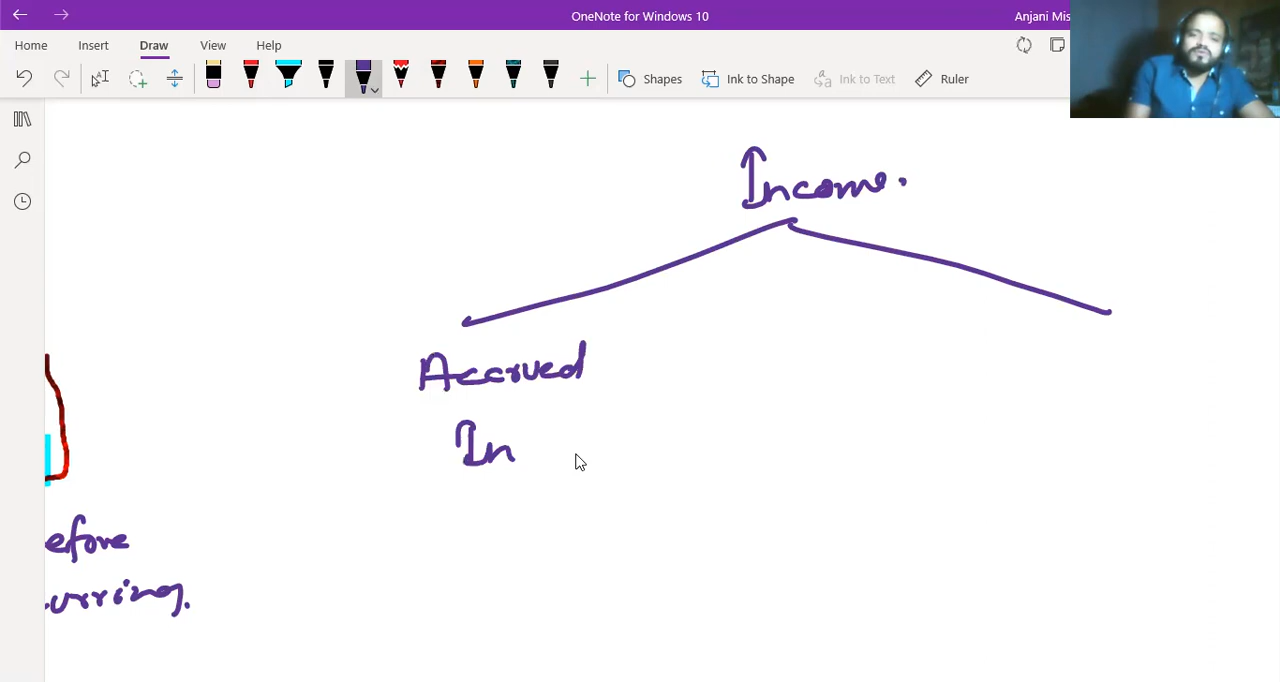 OneNote for Windows 10
Anjani Mis
Home Insert Draw View Help
Shapes Ink to Shape Ink to Text Ruler
Income.
Accrued
In
efore
urring.